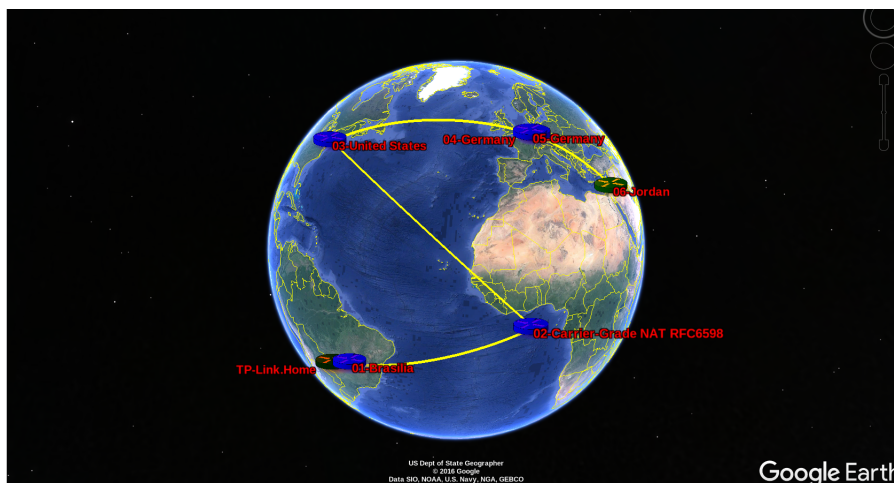 03-United States
04-Germany
05-Germany
06-Jordan
02-Carrier-Grade NAT RFC6598
TP-Link.Home
01-Brasilia
US Dept of State Geographer
© 2016 Google
Data SIO, NOAA, U.S. Navy, NGA, GEBCO
Google Earth